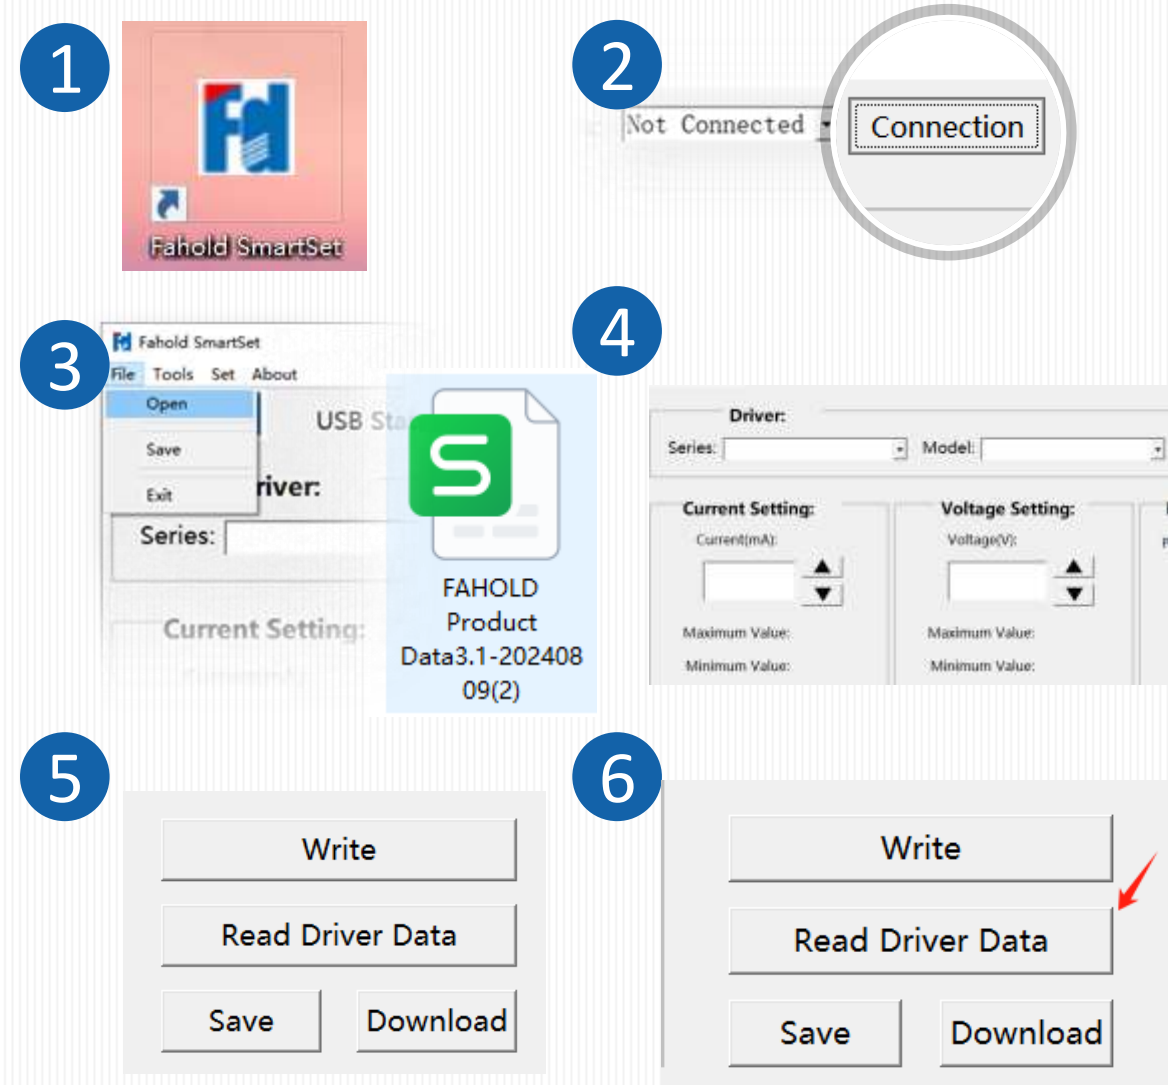 1
Fd
Fahold SmartSet
2
Not Connected
Connection
3
Fahold SmartSet
File Tools Set About
Open
Save
Exit
USB Sta
river:
Series:
Current Setting:
FAHOLD
Product
Data3.1-202408
09(2)
4
Driver:
Series: Model:
Current Setting:
Current(mA):
Maximum Value:
Minimum Value:
Voltage Setting:
Voltage(V):
Maximum Value:
Minimum Value:
5
Write
Read Driver Data
Save Download
6
Write
Read Driver Data
Save Download